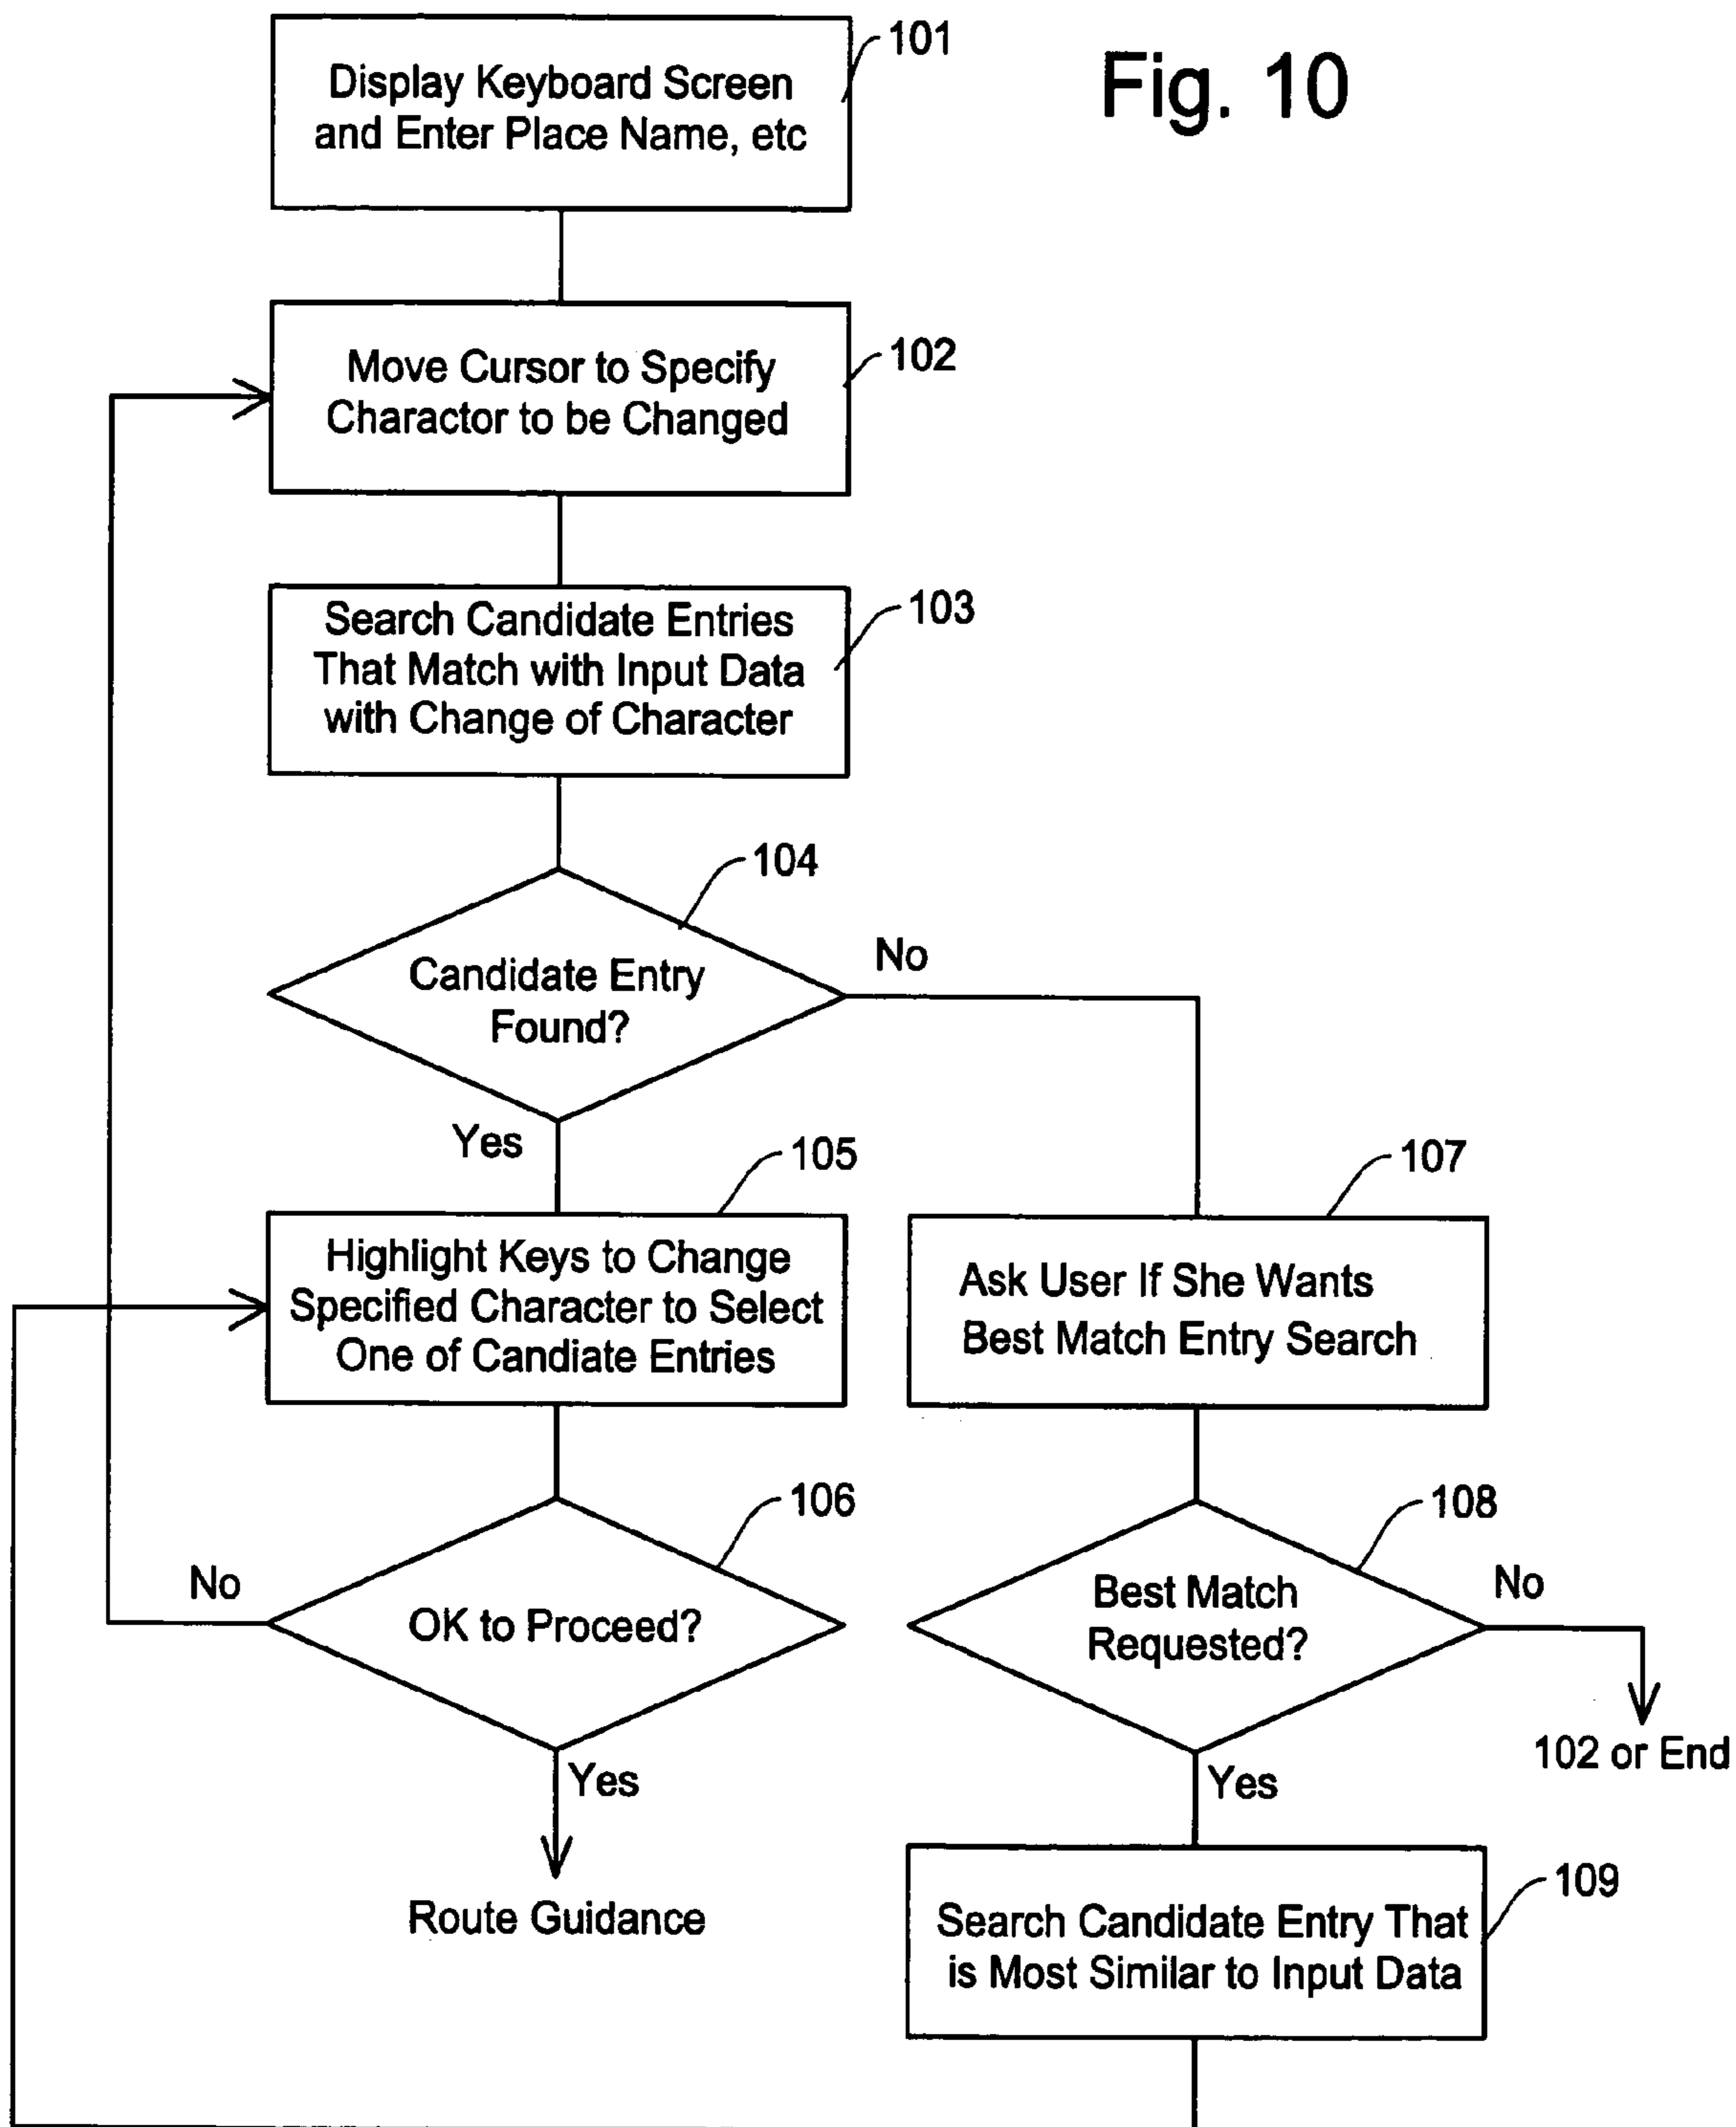 Fig. 10
101
Display Keyboard Screen
and Enter Place Name, etc
102
Move Cursor to Specify
Charactor to be Changed
103
Search Candidate Entries
That Match with Input Data
with Change of Character
104
Candidate Entry
Found?
No
Yes
105
Highlight Keys to Change
Specified Character to Select
One of Candiate Entries
107
Ask User If She Wants
Best Match Entry Search
106
OK to Proceed?
No
Yes
Route Guidance
108
Best Match
Requested?
No
102 or End
Yes
109
Search Candidate Entry That
is Most Similar to Input Data